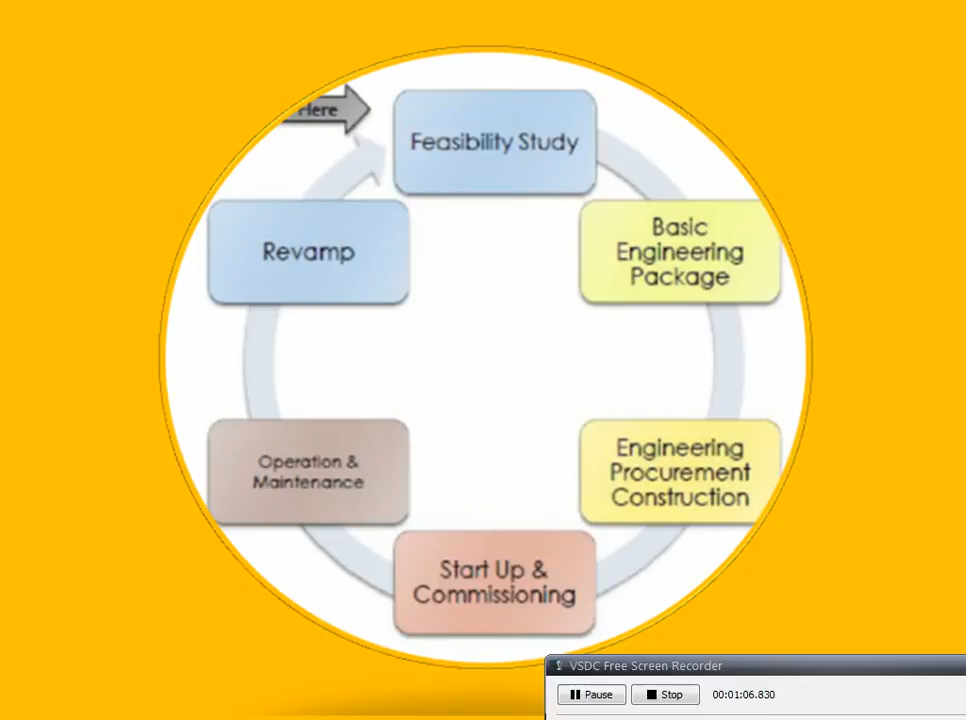 Here
Feasibility Study
Basic
Engineering
Package
Engineering
Procurement
Construction
Start Up &
Commissioning
Operation &
Maintenance
Revamp
VSDC Free Screen Recorder
Pause
Stop
00:01:06.830